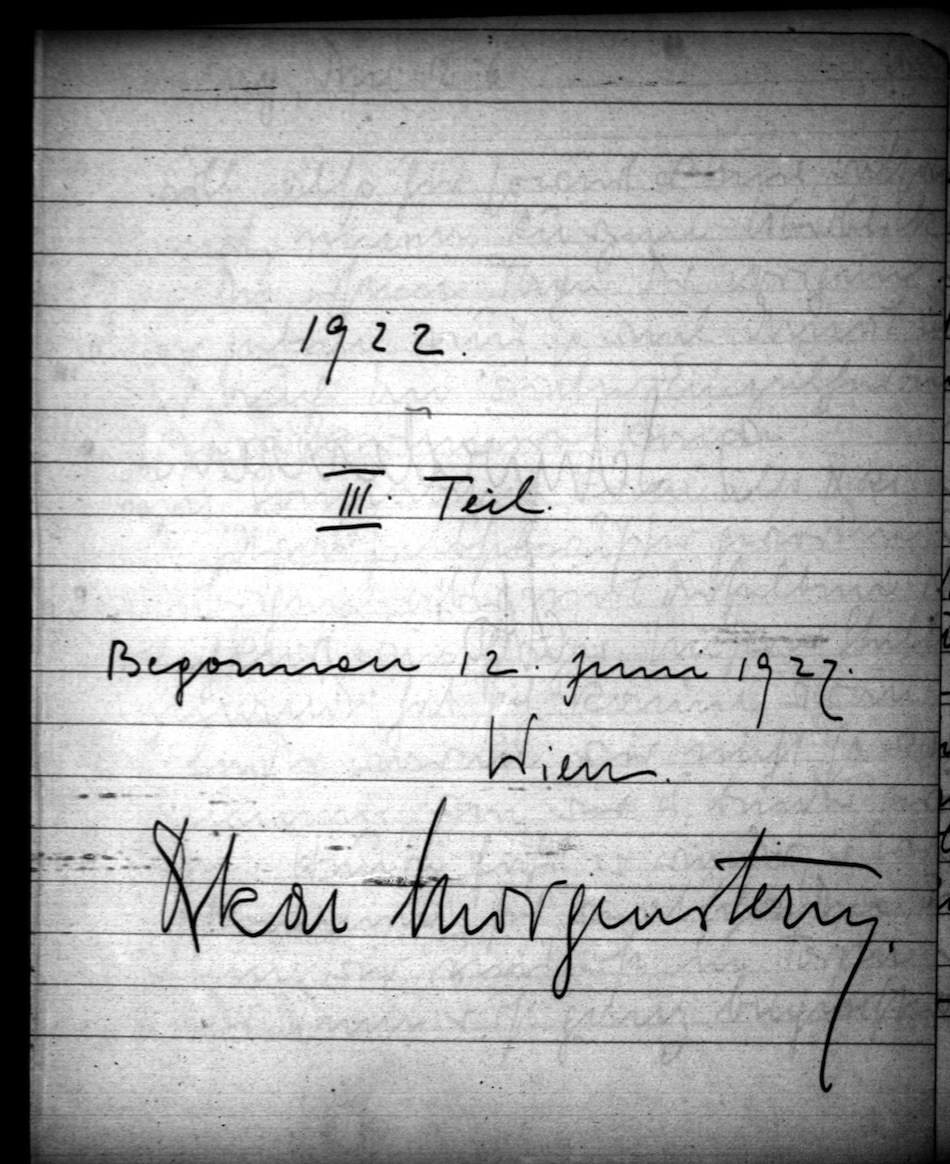 1922.
III. Teil.
Begonnen 12. Juni 1922.
Wien.
Oskar Morgenstern.